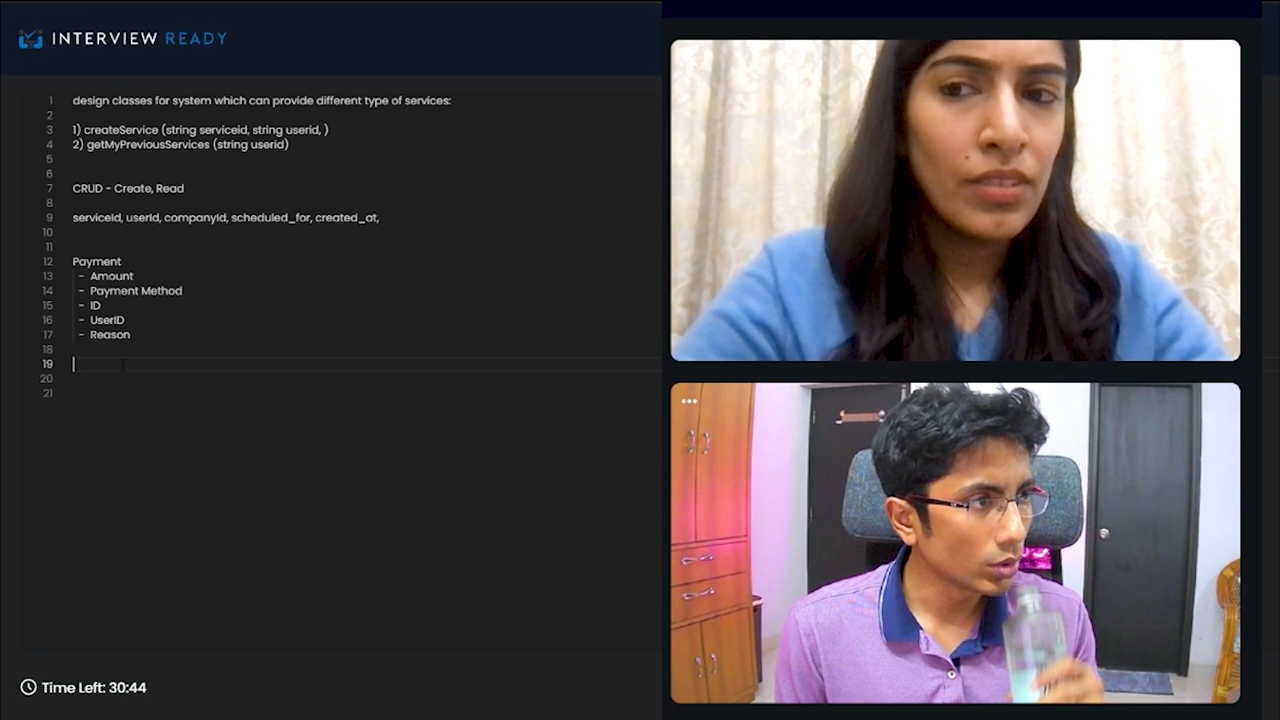 INTERVIEW READY
1 design classes for system which can provide different type of services:
2
3 1) createService (string serviceid, string userid, )
4 2) getMyPreviousServices (string userid)
5
6
7 CRUD - Create, Read
8
9 serviceId, userId, companyId, scheduled_for, created_at,
10
11
12 Payment
13 - Amount
14 - Payment Method
15 - ID
16 - UserID
17 - Reason
18
19
20
21
Time Left: 30:44